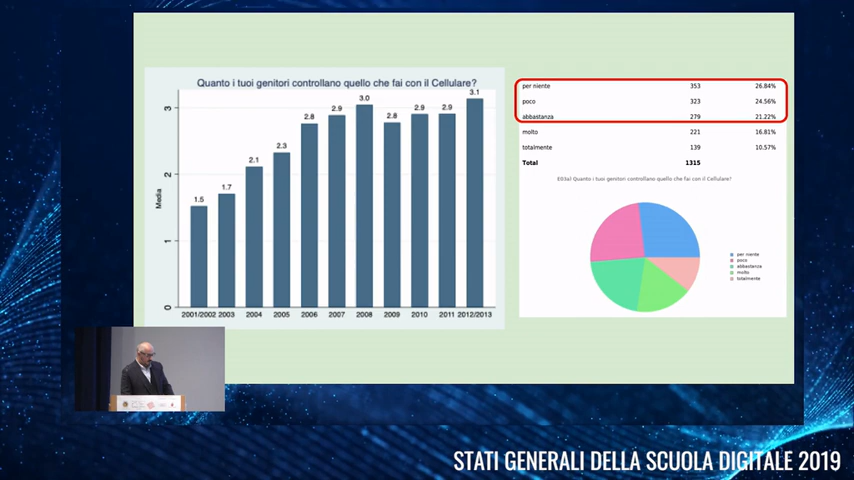 Quanto i tuoi genitori controllano quello che fai con il Cellulare?
Media
3
2
1
0
1.5
1.7
2.1
2.3
2.8
2.9
3.0
2.8
2.9
2.9
3.1
2001/2002 2003 2004 2005 2006 2007 2008 2009 2010 2011 2012/2013
per niente 353 26.84%
poco 323 24.56%
abbastanza 279 21.22%
molto 221 16.81%
totalmente 139 10.57%
Total 1315
E03a) Quanto i tuoi genitori controllano quello che fai con il Cellulare?
per niente
poco
abbastanza
molto
totalmente
STATI GENERALI DELLA SCUOLA DIGITALE 2019